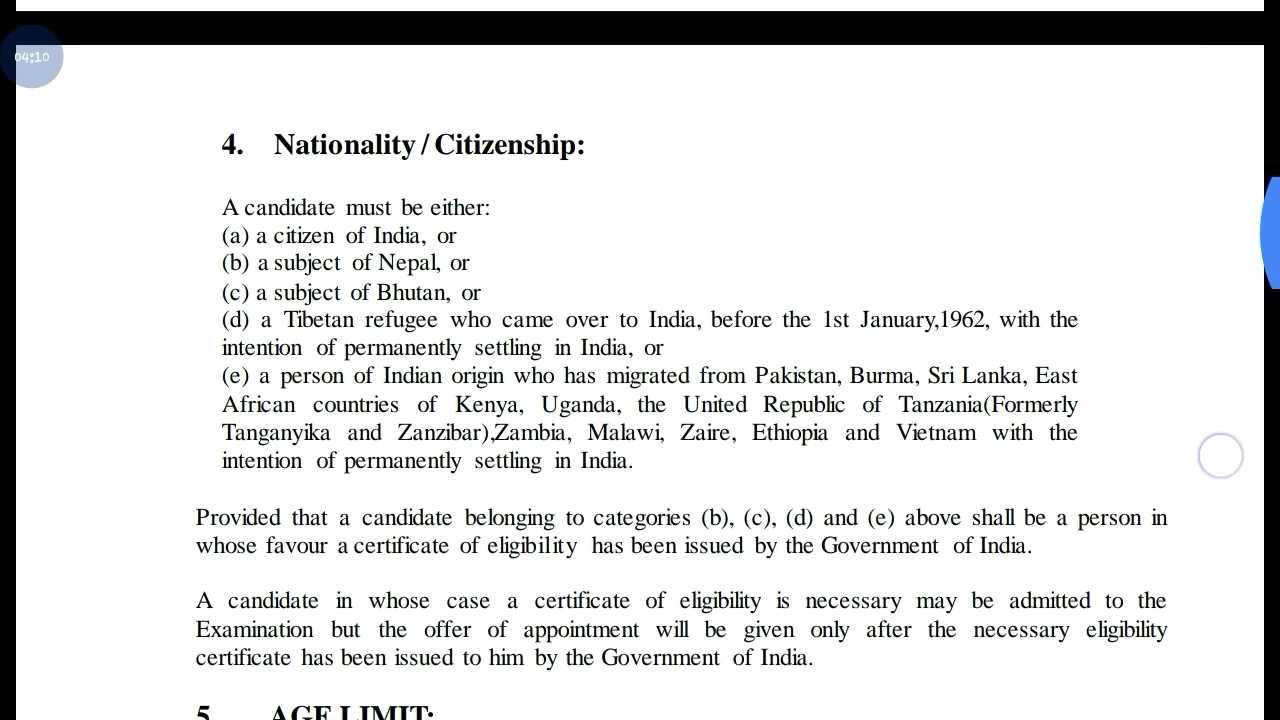 04:10
4. Nationality / Citizenship:
A candidate must be either:
(a) a citizen of India, or
(b) a subject of Nepal, or
(c) a subject of Bhutan, or
(d) a Tibetan refugee who came over to India, before the 1st January,1962, with the
intention of permanently settling in India, or
(e) a person of Indian origin who has migrated from Pakistan, Burma, Sri Lanka, East
African countries of Kenya, Uganda, the United Republic of Tanzania(Formerly
Tanganyika and Zanzibar),Zambia, Malawi, Zaire, Ethiopia and Vietnam with the
intention of permanently settling in India.
Provided that a candidate belonging to categories (b), (c), (d) and (e) above shall be a person in
whose favour a certificate of eligibility has been issued by the Government of India.
A candidate in whose case a certificate of eligibility is necessary may be admitted to the
Examination but the offer of appointment will be given only after the necessary eligibility
certificate has been issued to him by the Government of India.
5 AGE LIMIT: